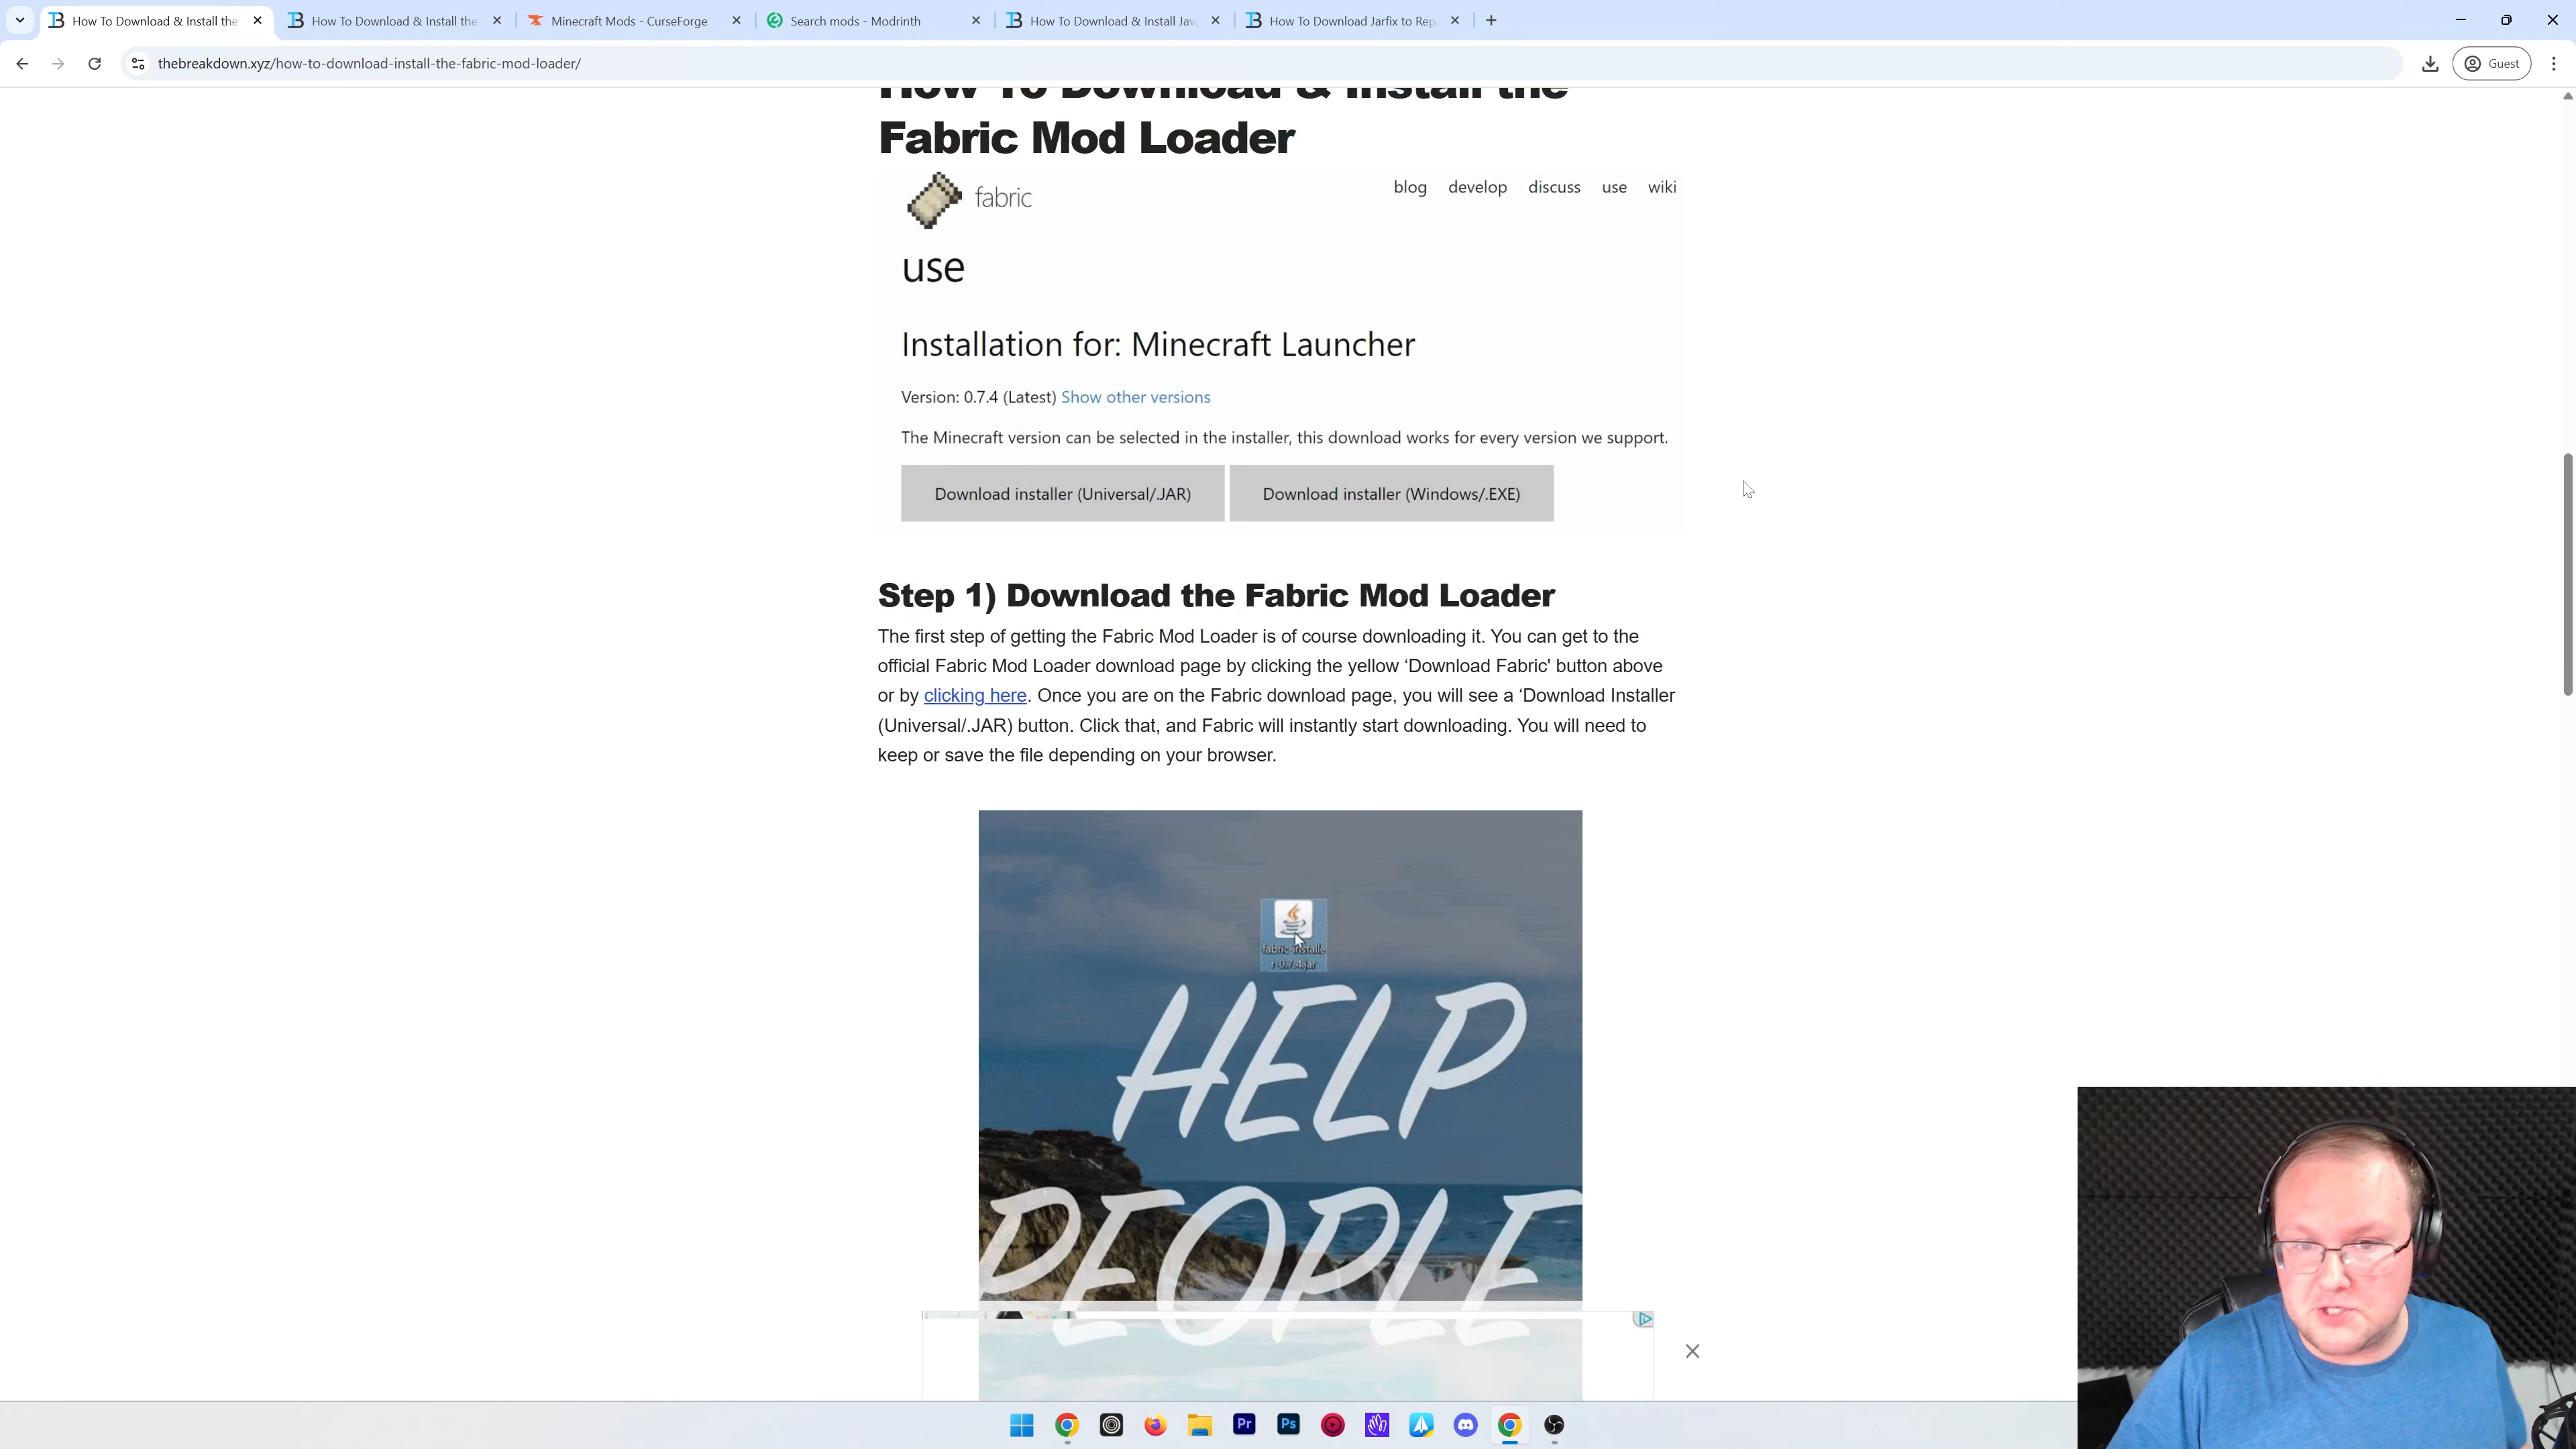 How To Download & Install the
How To Download & Install the
Minecraft Mods - CurseForge
Search mods - Modrinth
How To Download & Install Jav
How To Download Jarfix to Rep
thebreakdown.xyz/how-to-download-install-the-fabric-mod-loader/
Guest
How To Download & Install the
Fabric Mod Loader
fabric
blog develop discuss use wiki
use
Installation for: Minecraft Launcher
Version: 0.7.4 (Latest) Show other versions
The Minecraft version can be selected in the installer, this download works for every version we support.
Download installer (Universal/.JAR)
Download installer (Windows/.EXE)
Step 1) Download the Fabric Mod Loader
The first step of getting the Fabric Mod Loader is of course downloading it. You can get to the
official Fabric Mod Loader download page by clicking the yellow ‘Download Fabric' button above
or by clicking here. Once you are on the Fabric download page, you will see a ‘Download Installer
(Universal/.JAR) button. Click that, and Fabric will instantly start downloading. You will need to
keep or save the file depending on your browser.
fabric-installe
r-0.7.4.jar
HELP
PEOPLE
Pr
Ps